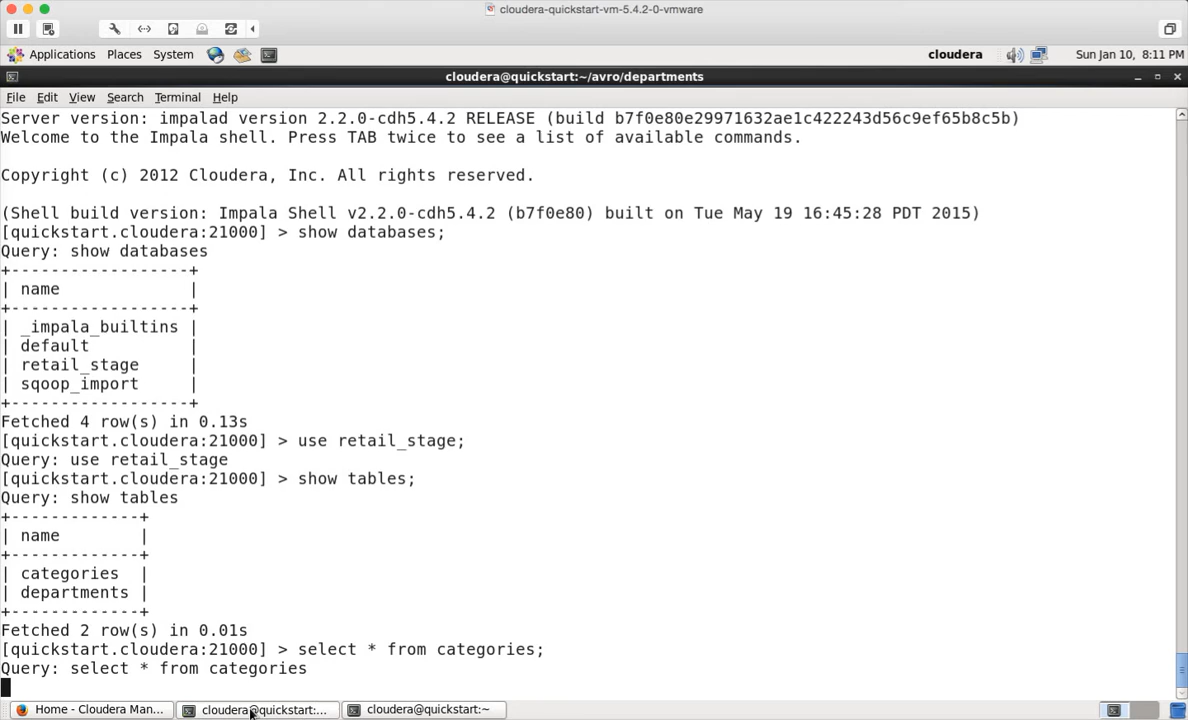 cloudera-quickstart-vm-5.4.2-0-vmware
Applications Places System cloudera Sun Jan 10, 8:11 PM
cloudera@quickstart:~/avro/departments
File Edit View Search Terminal Help
Server version: impalad version 2.2.0-cdh5.4.2 RELEASE (build b7f0e80e29971632ae1c422243d56c9ef65b8c5b)
Welcome to the Impala shell. Press TAB twice to see a list of available commands.
Copyright (c) 2012 Cloudera, Inc. All rights reserved.
(Shell build version: Impala Shell v2.2.0-cdh5.4.2 (b7f0e80) built on Tue May 19 16:45:28 PDT 2015)
[quickstart.cloudera:21000] > show databases;
Query: show databases
+------------------+
| name             |
+------------------+
| _impala_builtins |
| default          |
| retail_stage     |
| sqoop_import     |
+------------------+
Fetched 4 row(s) in 0.13s
[quickstart.cloudera:21000] > use retail_stage;
Query: use retail_stage
[quickstart.cloudera:21000] > show tables;
Query: show tables
+-------------+
| name        |
+-------------+
| categories  |
| departments |
+-------------+
Fetched 2 row(s) in 0.01s
[quickstart.cloudera:21000] > select * from categories;
Query: select * from categories
Home - Cloudera Man... cloudera@quickstart:... cloudera@quickstart:~